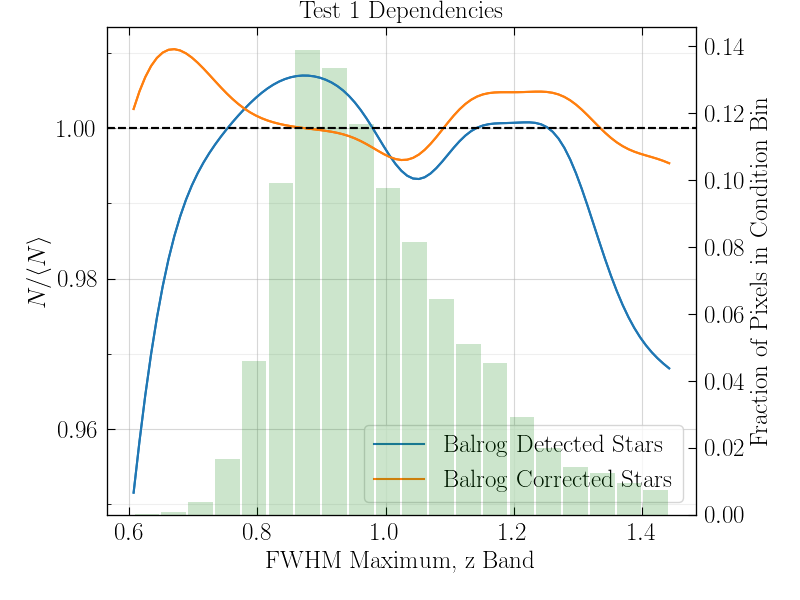 Test 1 Dependencies
N/⟨N⟩
1.00
0.98
0.96
0.14
0.12
0.10
0.08
0.06
0.04
0.02
0.00
Fraction of Pixels in Condition Bin
Balrog Detected Stars
Balrog Corrected Stars
0.6 0.8 1.0 1.2 1.4
FWHM Maximum, z Band